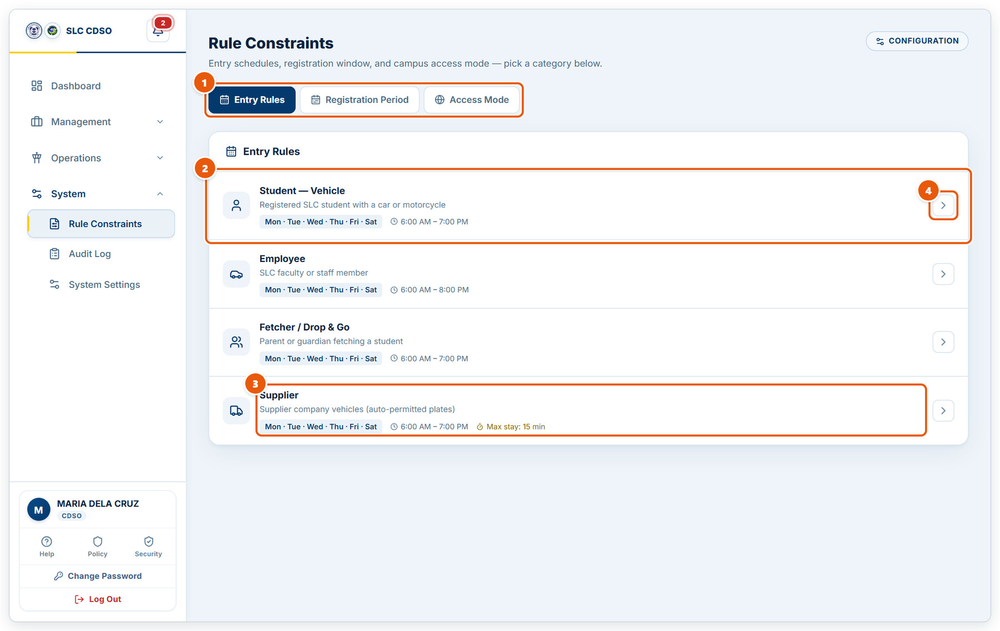 SLC CDSO
2
Dashboard
Management
Operations
System
Rule Constraints
Audit Log
System Settings
M
MARIA DELA CRUZ
CDSO
Help
Policy
Security
Change Password
Log Out
Rule Constraints
CONFIGURATION
Entry schedules, registration window, and campus access mode — pick a category below.
1
Entry Rules
Registration Period
Access Mode
Entry Rules
2
Student — Vehicle
Registered SLC student with a car or motorcycle
Mon · Tue · Wed · Thu · Fri · Sat 6:00 AM – 7:00 PM
4
Employee
SLC faculty or staff member
Mon · Tue · Wed · Thu · Fri · Sat 6:00 AM – 8:00 PM
Fetcher / Drop & Go
Parent or guardian fetching a student
Mon · Tue · Wed · Thu · Fri · Sat 6:00 AM – 7:00 PM
3
Supplier
Supplier company vehicles (auto-permitted plates)
Mon · Tue · Wed · Thu · Fri · Sat 6:00 AM – 7:00 PM Max stay: 15 min